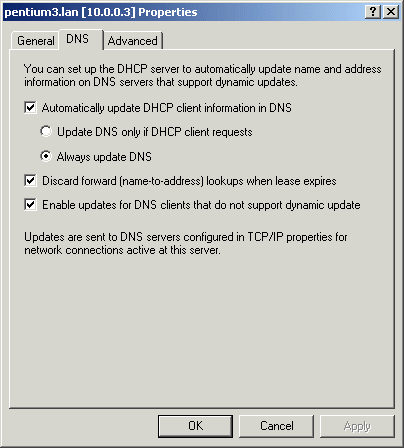 pentium3.lan [10.0.0.3] Properties
General DNS Advanced
You can set up the DHCP server to automatically update name and address
information on DNS servers that support dynamic updates.
Automatically update DHCP client information in DNS
Update DNS only if DHCP client requests
Always update DNS
Discard forward (name-to-address) lookups when lease expires
Enable updates for DNS clients that do not support dynamic update
Updates are sent to DNS servers configured in TCP/IP properties for
network connections active at this server.
OK Cancel Apply